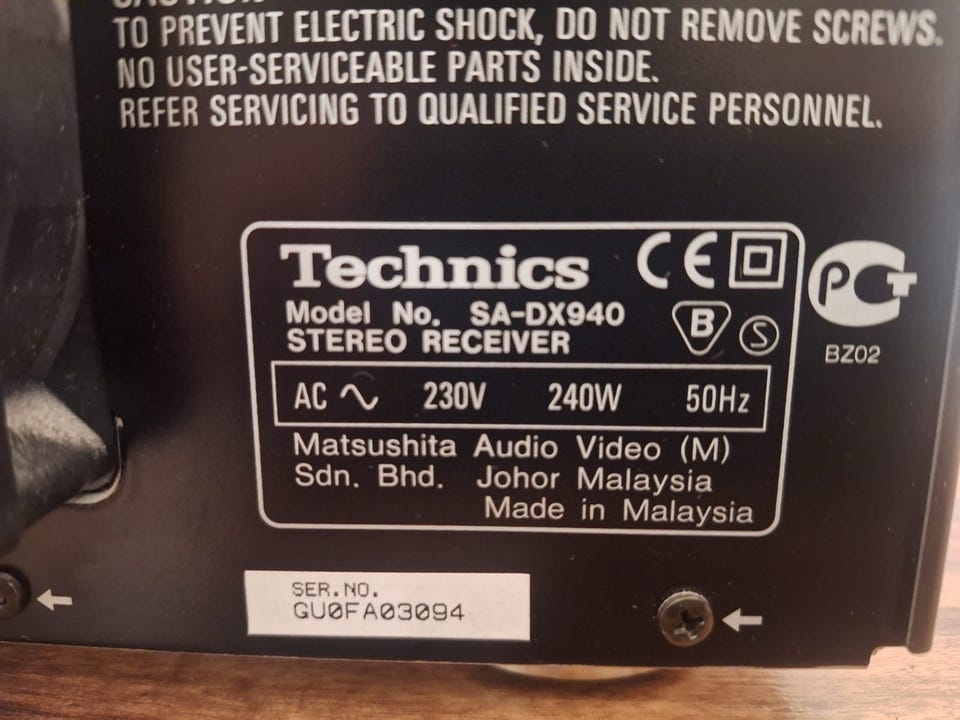 CAUTION
TO PREVENT ELECTRIC SHOCK, DO NOT REMOVE SCREWS.
NO USER-SERVICEABLE PARTS INSIDE.
REFER SERVICING TO QUALIFIED SERVICE PERSONNEL.
Technics CE
Model No. SA-DX940
STEREO RECEIVER B S
PCT
BZ02
AC ∿ 230V 240W 50Hz
Matsushita Audio Video (M)
Sdn. Bhd. Johor Malaysia
Made in Malaysia
SER.NO.
GU0FA03094